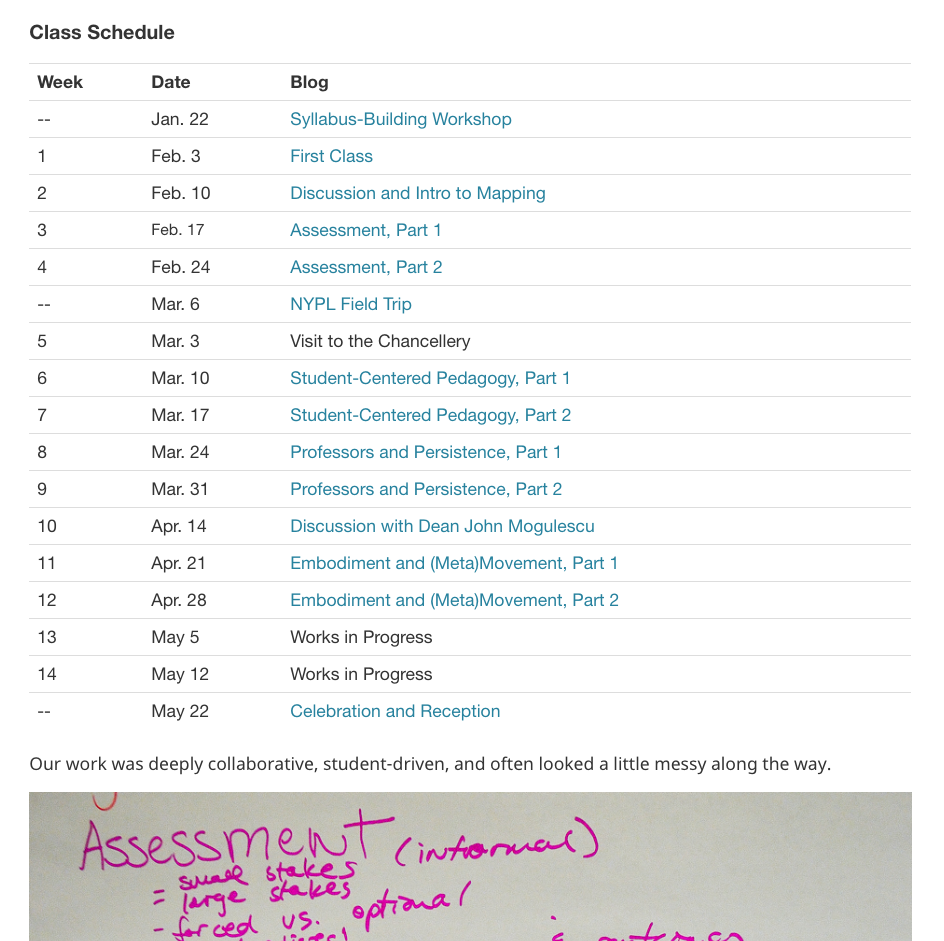 Class Schedule
Week Date Blog
-- Jan. 22 Syllabus-Building Workshop
1 Feb. 3 First Class
2 Feb. 10 Discussion and Intro to Mapping
3 Feb. 17 Assessment, Part 1
4 Feb. 24 Assessment, Part 2
-- Mar. 6 NYPL Field Trip
5 Mar. 3 Visit to the Chancellery
6 Mar. 10 Student-Centered Pedagogy, Part 1
7 Mar. 17 Student-Centered Pedagogy, Part 2
8 Mar. 24 Professors and Persistence, Part 1
9 Mar. 31 Professors and Persistence, Part 2
10 Apr. 14 Discussion with Dean John Mogulescu
11 Apr. 21 Embodiment and (Meta)Movement, Part 1
12 Apr. 28 Embodiment and (Meta)Movement, Part 2
13 May 5 Works in Progress
14 May 12 Works in Progress
-- May 22 Celebration and Reception
Our work was deeply collaborative, student-driven, and often looked a little messy along the way.
Assessment (informal)
= small stakes
= large stakes
- forced vs. optional